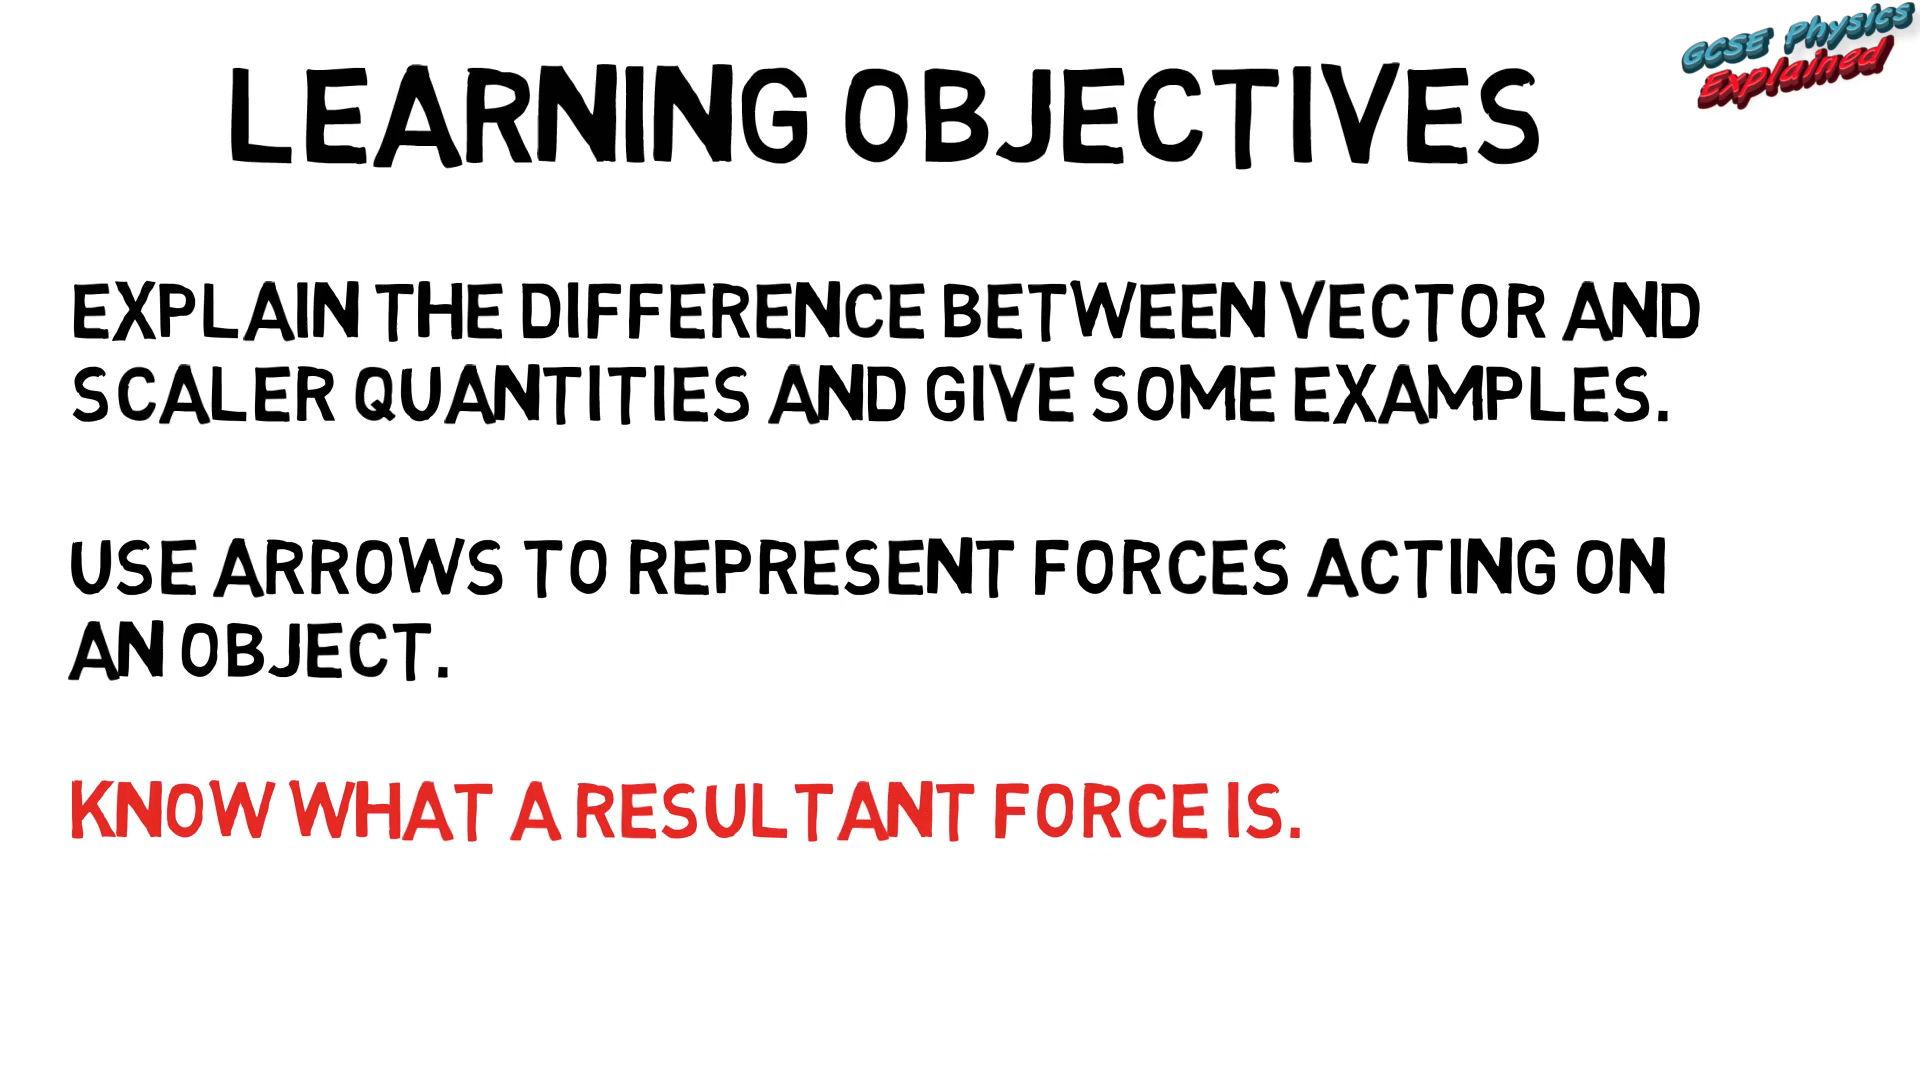 GCSE Physics
Explained
LEARNING OBJECTIVES
EXPLAIN THE DIFFERENCE BETWEEN VECTOR AND
SCALER QUANTITIES AND GIVE SOME EXAMPLES.
USE ARROWS TO REPRESENT FORCES ACTING ON
AN OBJECT.
KNOW WHAT A RESULTANT FORCE IS.